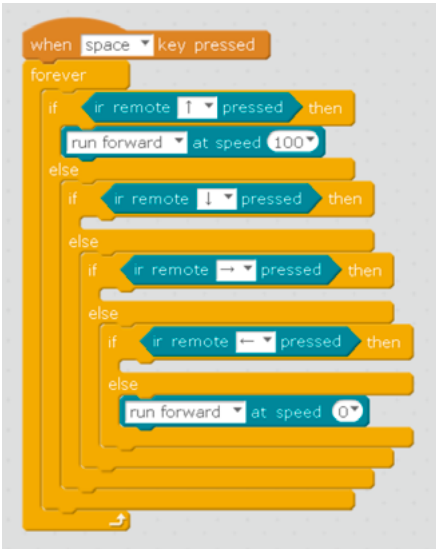 when space key pressed
forever
if ir remote ↑ pressed then
run forward at speed 100
else
if ir remote ↓ pressed then
else
if ir remote → pressed then
else
if ir remote ← pressed then
else
run forward at speed 0